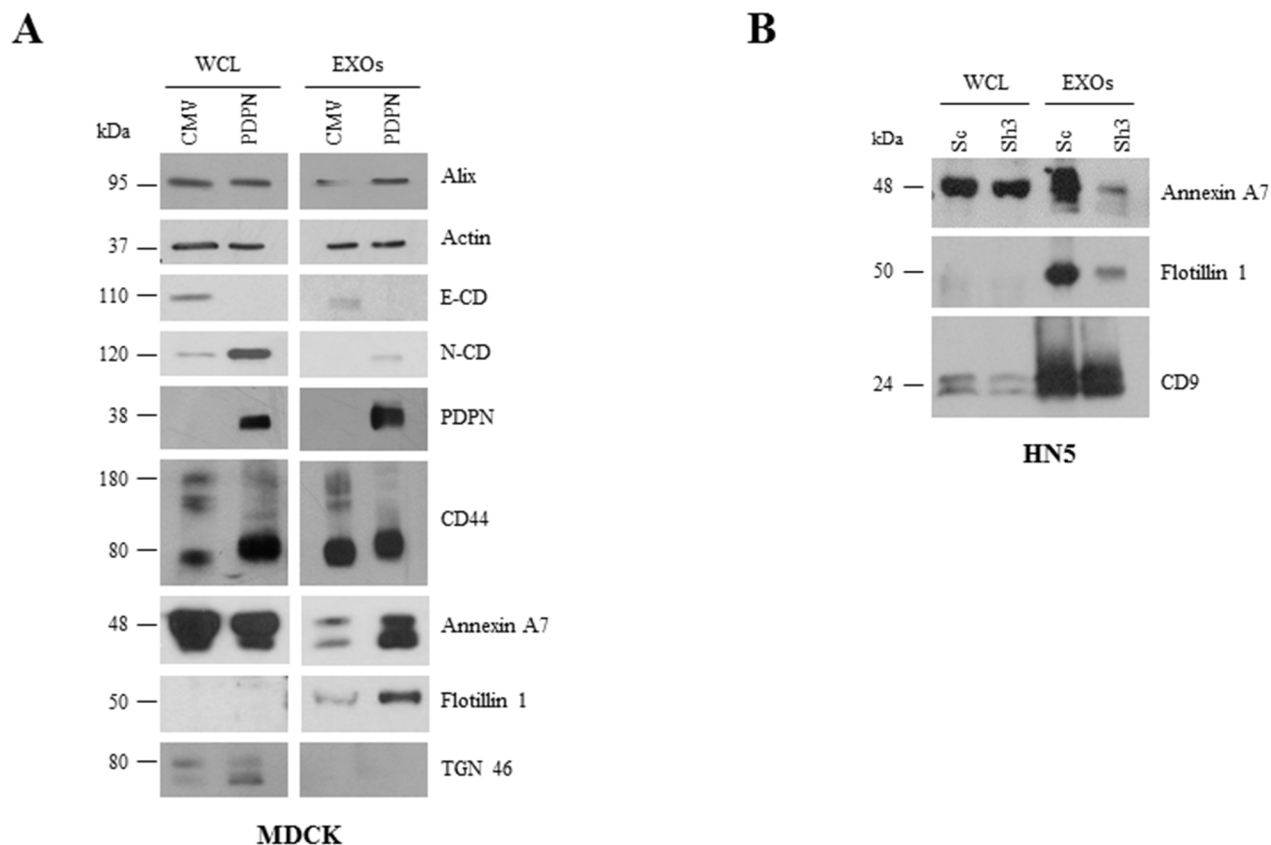 A
WCL EXOs
CMV PDPN CMV PDPN
kDa
95 Alix
37 Actin
110 E-CD
120 N-CD
38 PDPN
180
CD44
80
48 Annexin A7
50 Flotillin 1
80 TGN 46
MDCK
B
WCL EXOs
Sc Sh3 Sc Sh3
kDa
48 Annexin A7
50 Flotillin 1
24 CD9
HN5